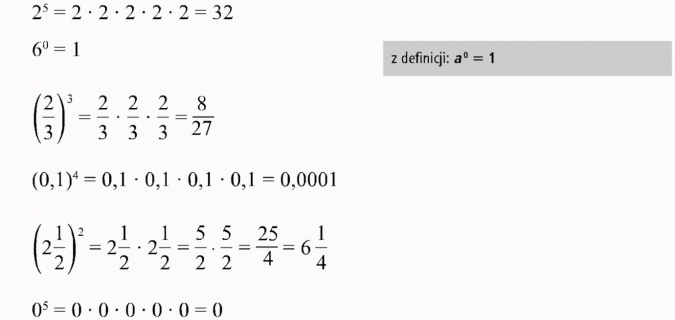 2⁵ = 2 · 2 · 2 · 2 · 2 = 32
6⁰ = 1
z definicji: a⁰ = 1
(2/3)³ = 2/3 · 2/3 · 2/3 = 8/27
(0,1)⁴ = 0,1 · 0,1 · 0,1 · 0,1 = 0,0001
(2 1/2)² = 2 1/2 · 2 1/2 = 5/2 · 5/2 = 25/4 = 6 1/4
0⁵ = 0 · 0 · 0 · 0 · 0 = 0